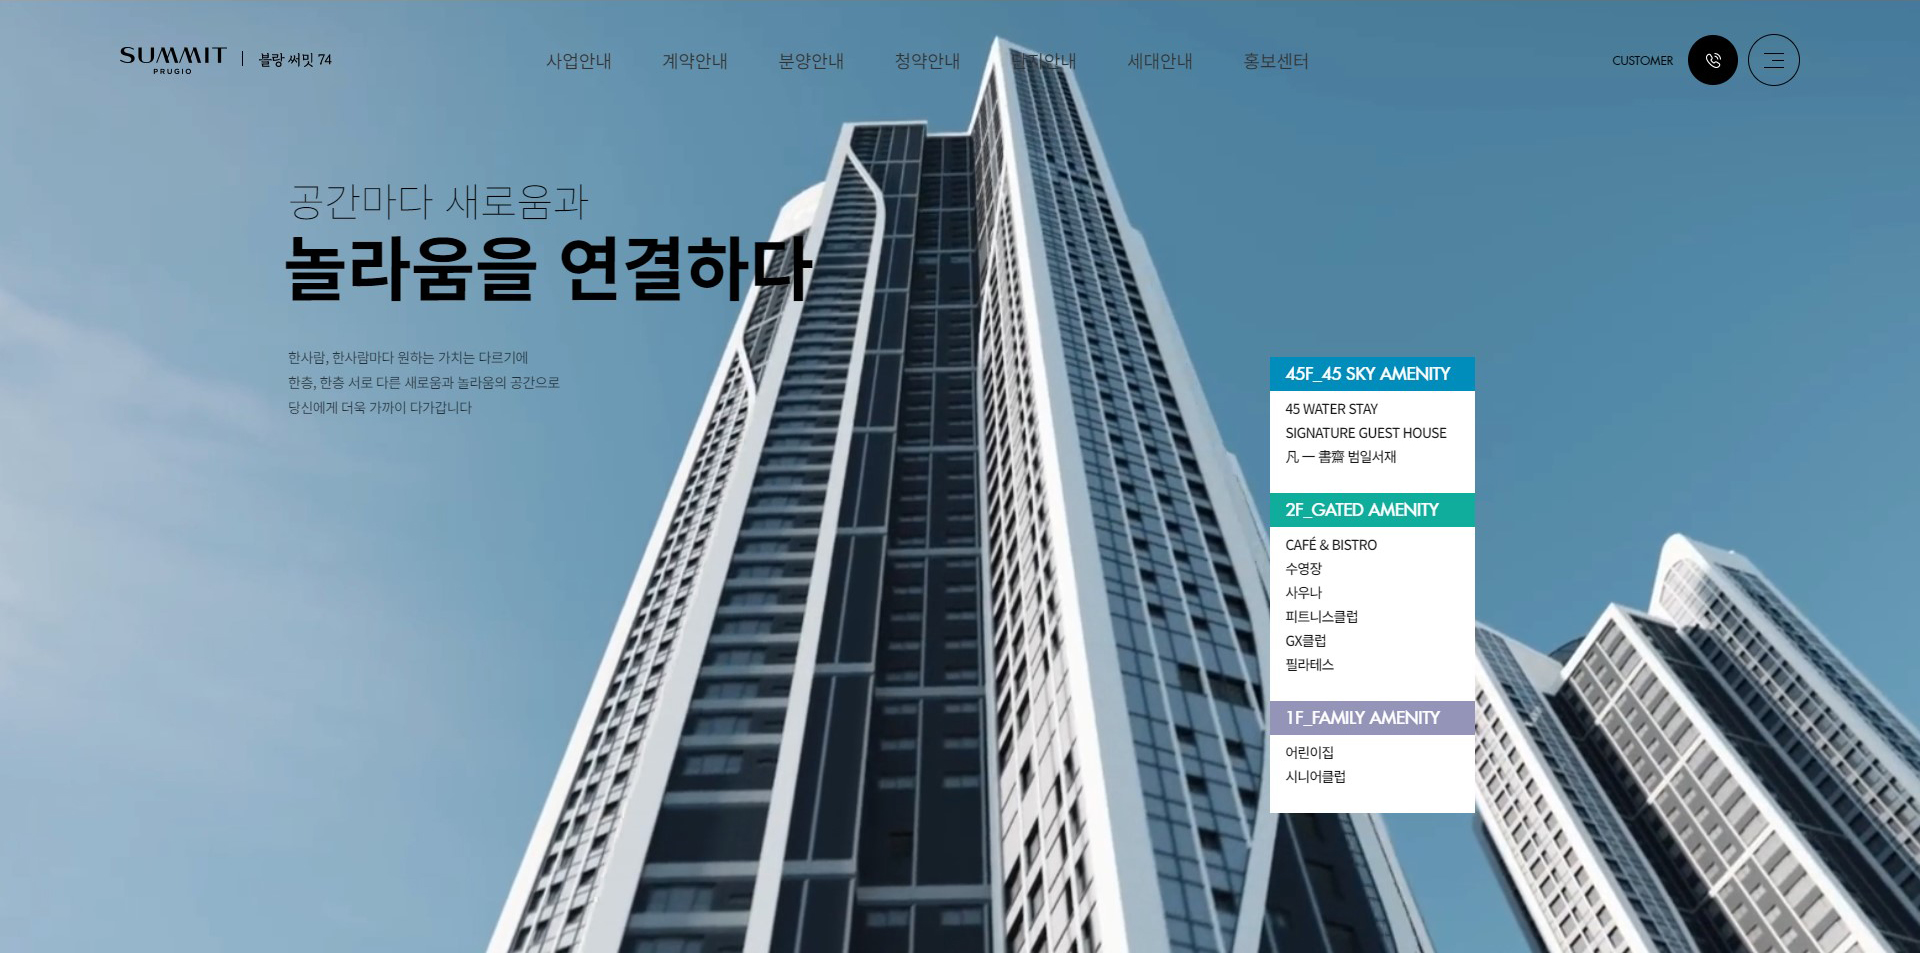 SUMMIT
PRUGIO
블랑 써밋 74
사업안내
계약안내
분양안내
청약안내
단지안내
세대안내
홍보센터
CUSTOMER
공간마다 새로움과
놀라움을 연결하다
한사람, 한사람마다 원하는 가치는 다르기에
한층, 한층 서로 다른 새로움과 놀라움의 공간으로
당신에게 더욱 가까이 다가갑니다
45F_45 SKY AMENITY
45 WATER STAY
SIGNATURE GUEST HOUSE
凡 一 書齋 범일서재
2F_GATED AMENITY
CAFÉ & BISTRO
수영장
사우나
피트니스클럽
GX클럽
필라테스
1F_FAMILY AMENITY
어린이집
시니어클럽